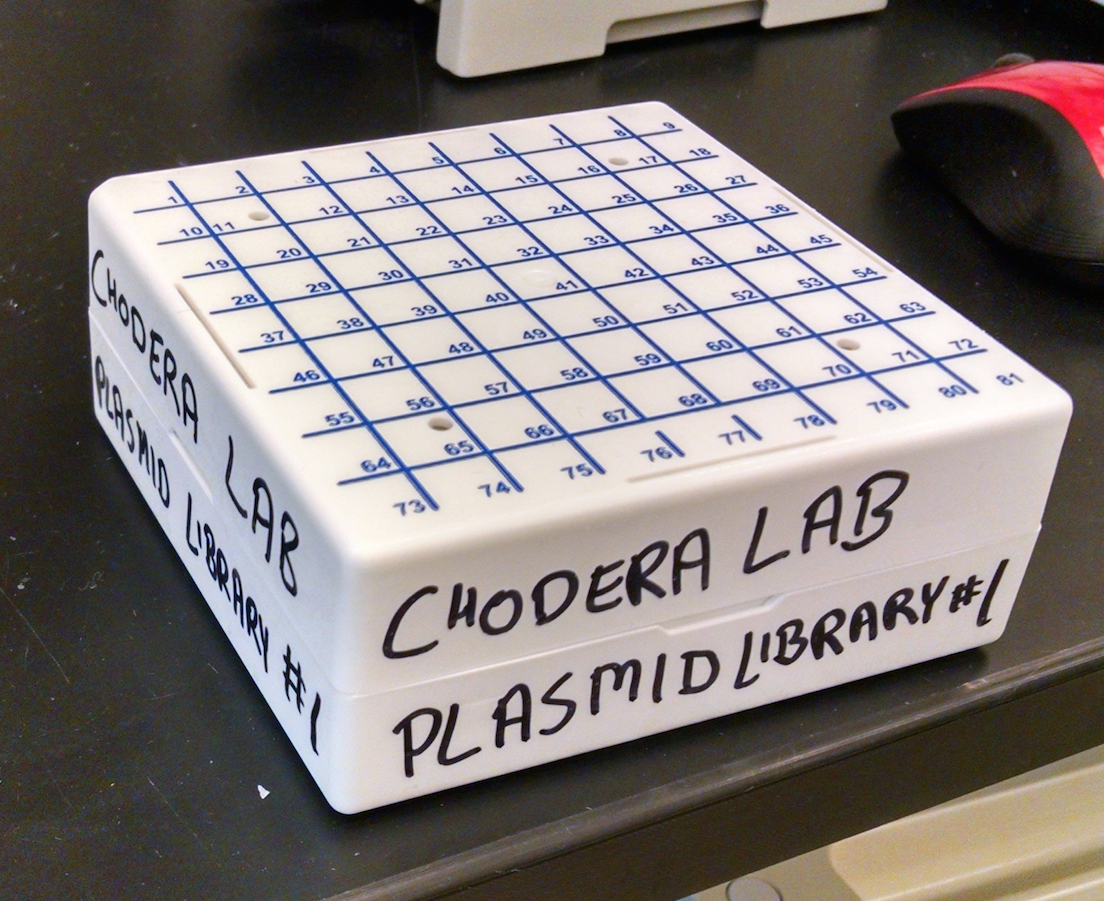 1 2 3 4 5 6 7 8 9
10 11 12 13 14 15 16 17 18
19 20 21 22 23 24 25 26 27
28 29 30 31 32 33 34 35 36
37 38 39 40 41 42 43 44 45
46 47 48 49 50 51 52 53 54
55 56 57 58 59 60 61 62 63
64 65 66 67 68 69 70 71 72
73 74 75 76 77 78 79 80 81
CHODERA LAB
PLASMID LIBRARY #1
CHODERA LAB
PLASMID LIBRARY #1